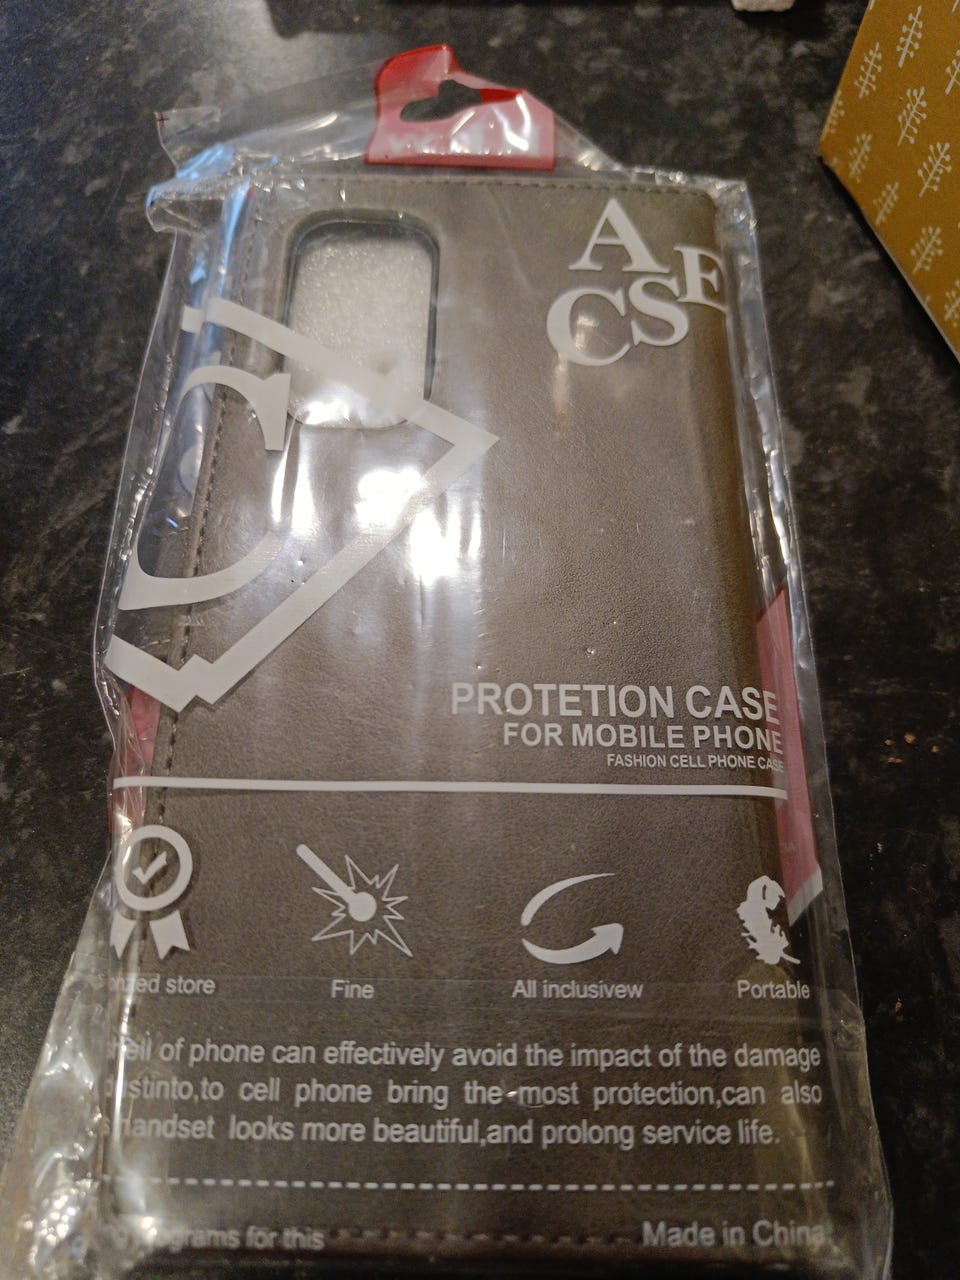 A
CSE
C
PROTETION CASE
FOR MOBILE PHONE
FASHION CELL PHONE CASE
store
Fine
All inclusivew
Portable
of phone can effectively avoid the impact of the damage
to cell phone bring the most protection,can also
handset looks more beautiful,and prolong service life.
for this
Made in China